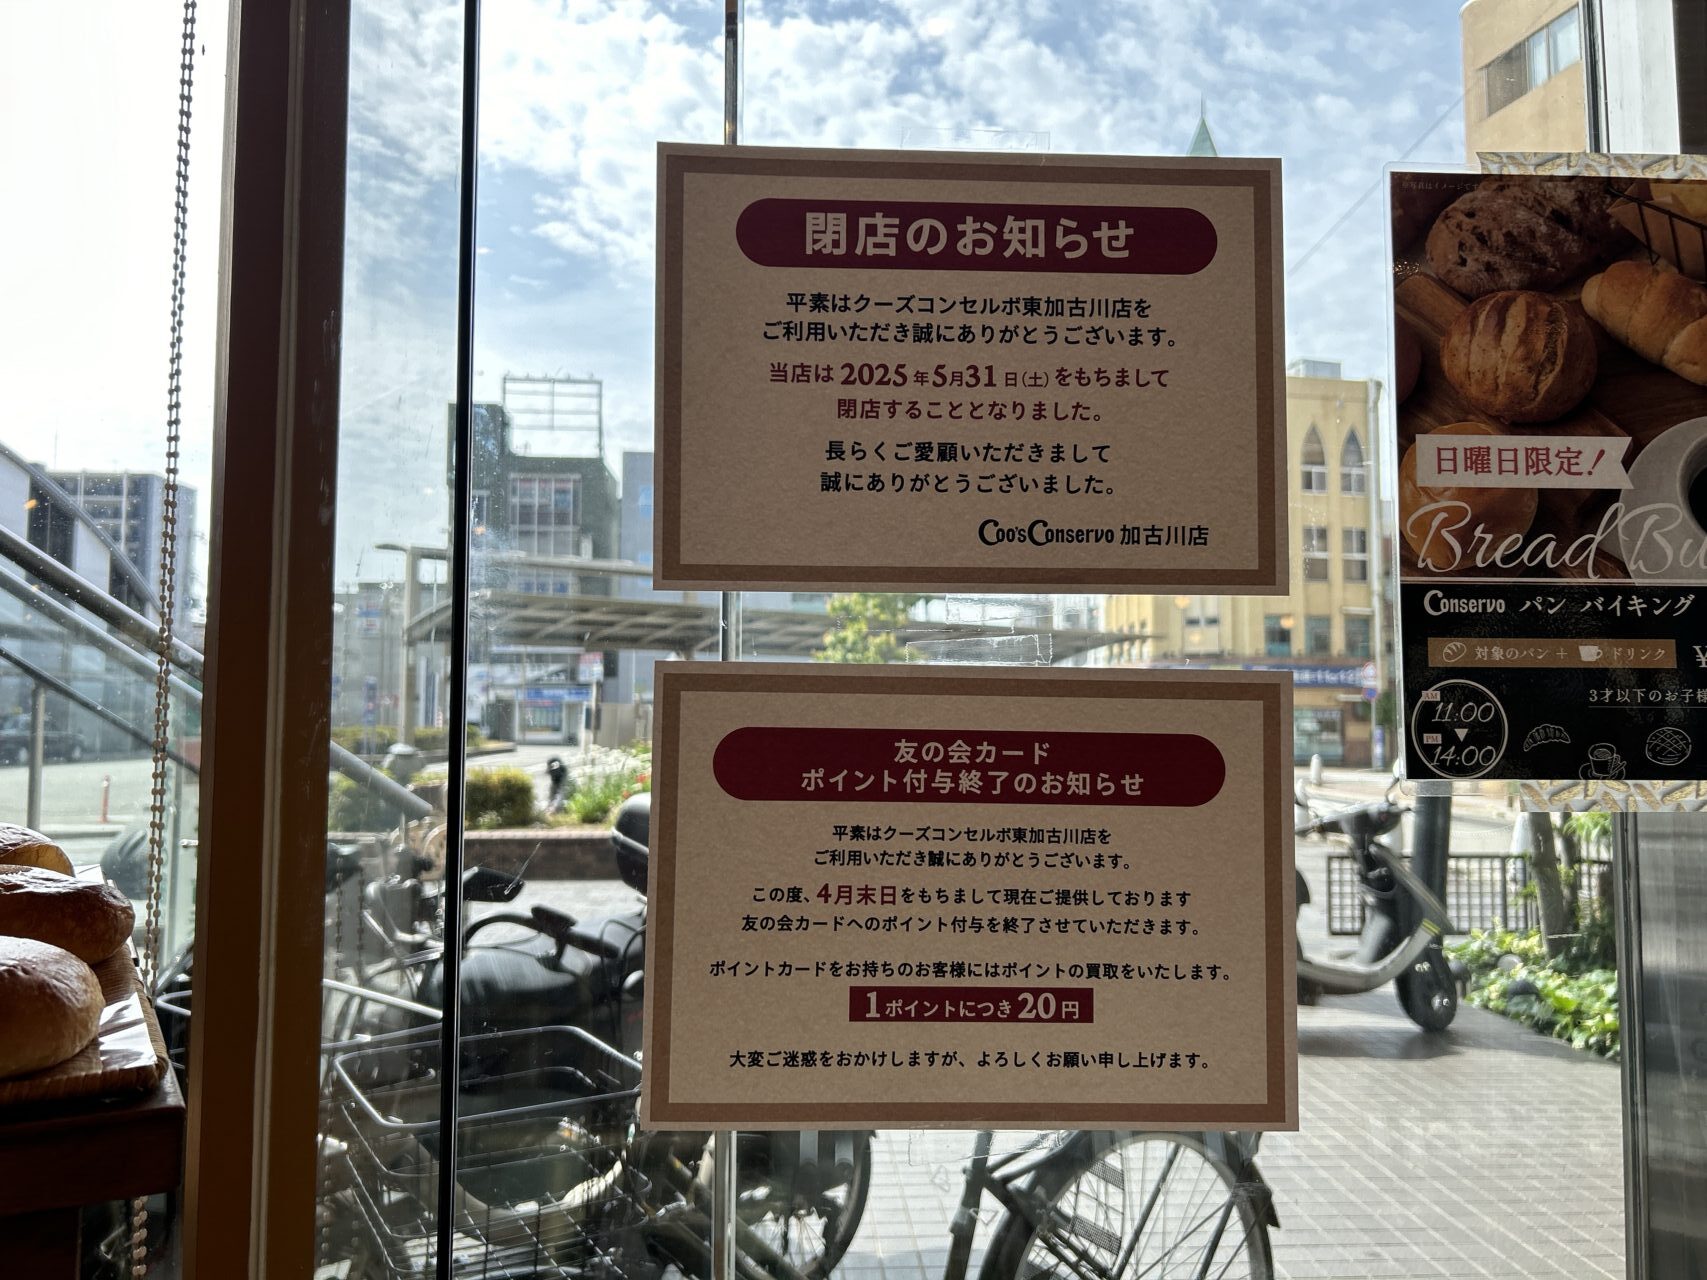 閉店のお知らせ
平素はクーズコンセルボ東加古川店を
ご利用いただき誠にありがとうございます。
当店は2025年5月31日(土)をもちまして
閉店することとなりました。
長らくご愛顧いただきまして
誠にありがとうございました。
Coo'sConservo 加古川店
友の会カード
ポイント付与終了のお知らせ
平素はクーズコンセルボ東加古川店を
ご利用いただき誠にありがとうございます。
この度、4月末日をもちまして現在ご提供しております
友の会カードへのポイント付与を終了させていただきます。
ポイントカードをお持ちのお客様にはポイントの買取をいたします。
1ポイントにつき20円
大変ご迷惑をおかけしますが、よろしくお願い申し上げます。
※写真はイメージです
日曜日限定!
Bread Bu
Conservo パン バイキング
対象のパン + ドリンク
¥
3才以下のお子様
AM
11:00
PM
14:00